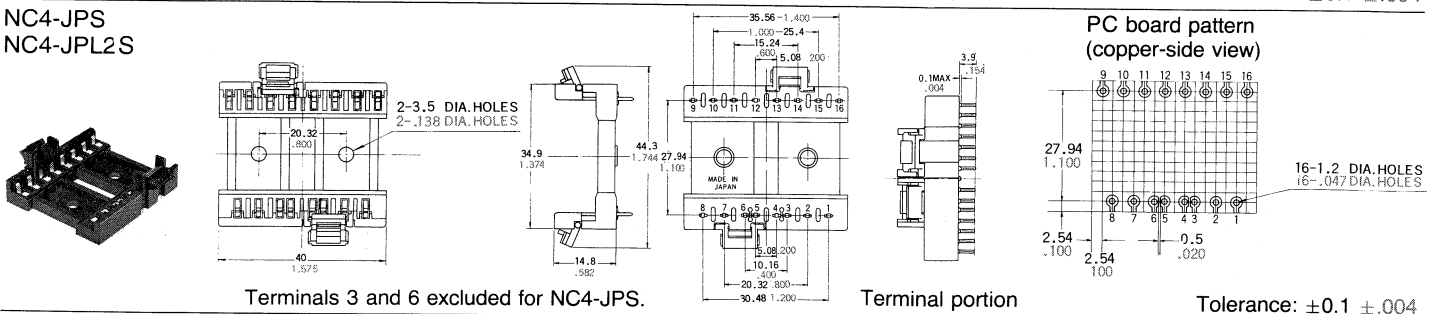 NC4-JPS
NC4-JPL2S
2-3.5 DIA.HOLES
2-.138 DIA.HOLES
20.32
.800
40
1.575
Terminals 3 and 6 excluded for NC4-JPS.
34.9
1.374
44.3
1.744
14.8
.582
35.56-1.400
1.000-25.4
15.24
.600
5.08 .200
9 10 11 12 13 14 15 16
27.94
1.100
MADE IN
JAPAN
8 7 6 5 4 3 2 1
5.08 .200
10.16
.400
20.32 .800
30.48 1.200
3.9
.154
0.1MAX
.004
Terminal portion
PC board pattern
(copper-side view)
9 10 11 12 13 14 15 16
27.94
1.100
16-1.2 DIA.HOLES
16-.047 DIA.HOLES
8 7 6 5 4 3 2 1
2.54
.100
2.54
100
0.5
.020
Tolerance: ±0.1 ±.004